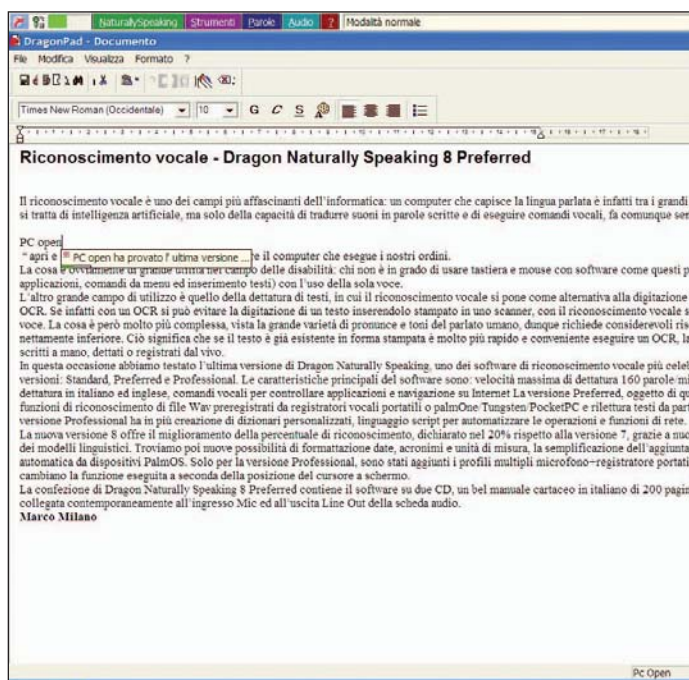 NaturallySpeaking Strumenti Parole Audio ? Modalità normale
DragonPad - Documento
File Modifica Visualizza Formato ?
Times New Roman (Occidentale) 10 G C S
Riconoscimento vocale - Dragon Naturally Speaking 8 Preferred
Il riconoscimento vocale è uno dei campi più affascinanti dell'informatica: un computer che capisce la lingua parlata è infatti tra i grandi
si tratta di intelligenza artificiale, ma solo della capacità di tradurre suoni in parole scritte e di eseguire comandi vocali, fa comunque
PC open
"apri e PC open ha provato l' ultima versione ... re il computer che esegue i nostri ordini.
La cosa è ovviamente di grande utilità nel campo delle disabilità: chi non è in grado di usare tastiera e mouse con software come questi
applicazioni, comandi da menu ed inserimento testi) con l'uso della sola voce.
L'altro grande campo di utilizzo è quello della dettatura di testi, in cui il riconoscimento vocale si pone come alternativa alla digitazione
OCR. Se infatti con un OCR si può evitare la digitazione di un testo inserendolo stampato in uno scanner, con il riconoscimento vocale s
voce. La cosa è però molto più complessa, vista la grande varietà di pronunce e toni del parlato umano, dunque richiede considerevoli ris
nettamente inferiore. Ciò significa che se il testo è già esistente in forma stampata è molto più rapido e conveniente eseguire un OCR, la
scritti a mano, dettati o registrati dal vivo.
In questa occasione abbiamo testato l'ultima versione di Dragon Naturally Speaking, uno dei software di riconoscimento vocale più celeb
versioni: Standard, Preferred e Professional. Le caratteristiche principali del software sono: velocità massima di dettatura 160 parole/mi
dettatura in italiano ed inglese, comandi vocali per controllare applicazioni e navigazione su Internet La versione Preferred, oggetto di qu
funzioni di riconoscimento di file Wav preregistrati da registratori vocali portatili o palmOne/Tungsten/PocketPC e rilettura testi da part
versione Professional ha in più creazione di dizionari personalizzati, linguaggio script per automatizzare le operazioni e funzioni di rete.
La nuova versione 8 offre il miglioramento della percentuale di riconoscimento, dichiarato nel 20% rispetto alla versione 7, grazie a nuo
dei modelli linguistici. Troviamo poi nuove possibilità di formattazione date, acronimi e unità di misura, la semplificazione dell'aggiunta
automatica da dispositivi PalmOS. Solo per la versione Professional, sono stati aggiunti i profili multipli microfono-registratore portati
cambiano la funzione eseguita a seconda della posizione del cursore a schermo.
La confezione di Dragon Naturally Speaking 8 Preferred contiene il software su due CD, un bel manuale cartaceo in italiano di 200 pagin
collegata contemporaneamente all'ingresso Mic ed all'uscita Line Out della scheda audio.
Marco Milano
Pc Open